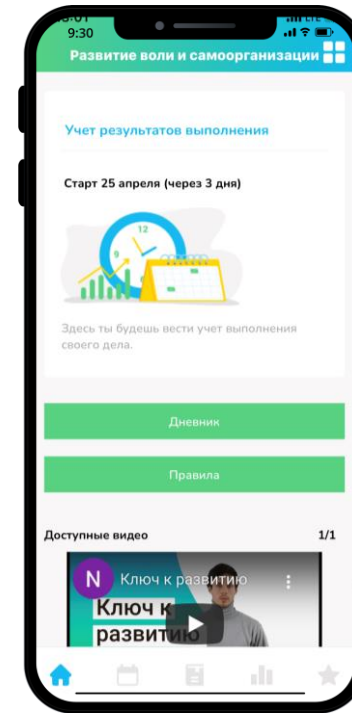 9:30
Развитие воли и самоорганизации
Учет результатов выполнения
Старт 25 апреля (через 3 дня)
12
9
Здесь ты будешь вести учет выполнения
своего дела.
Дневник
Правила
Доступные видео 1/1
N Ключ к развитию
Ключ к
развитию